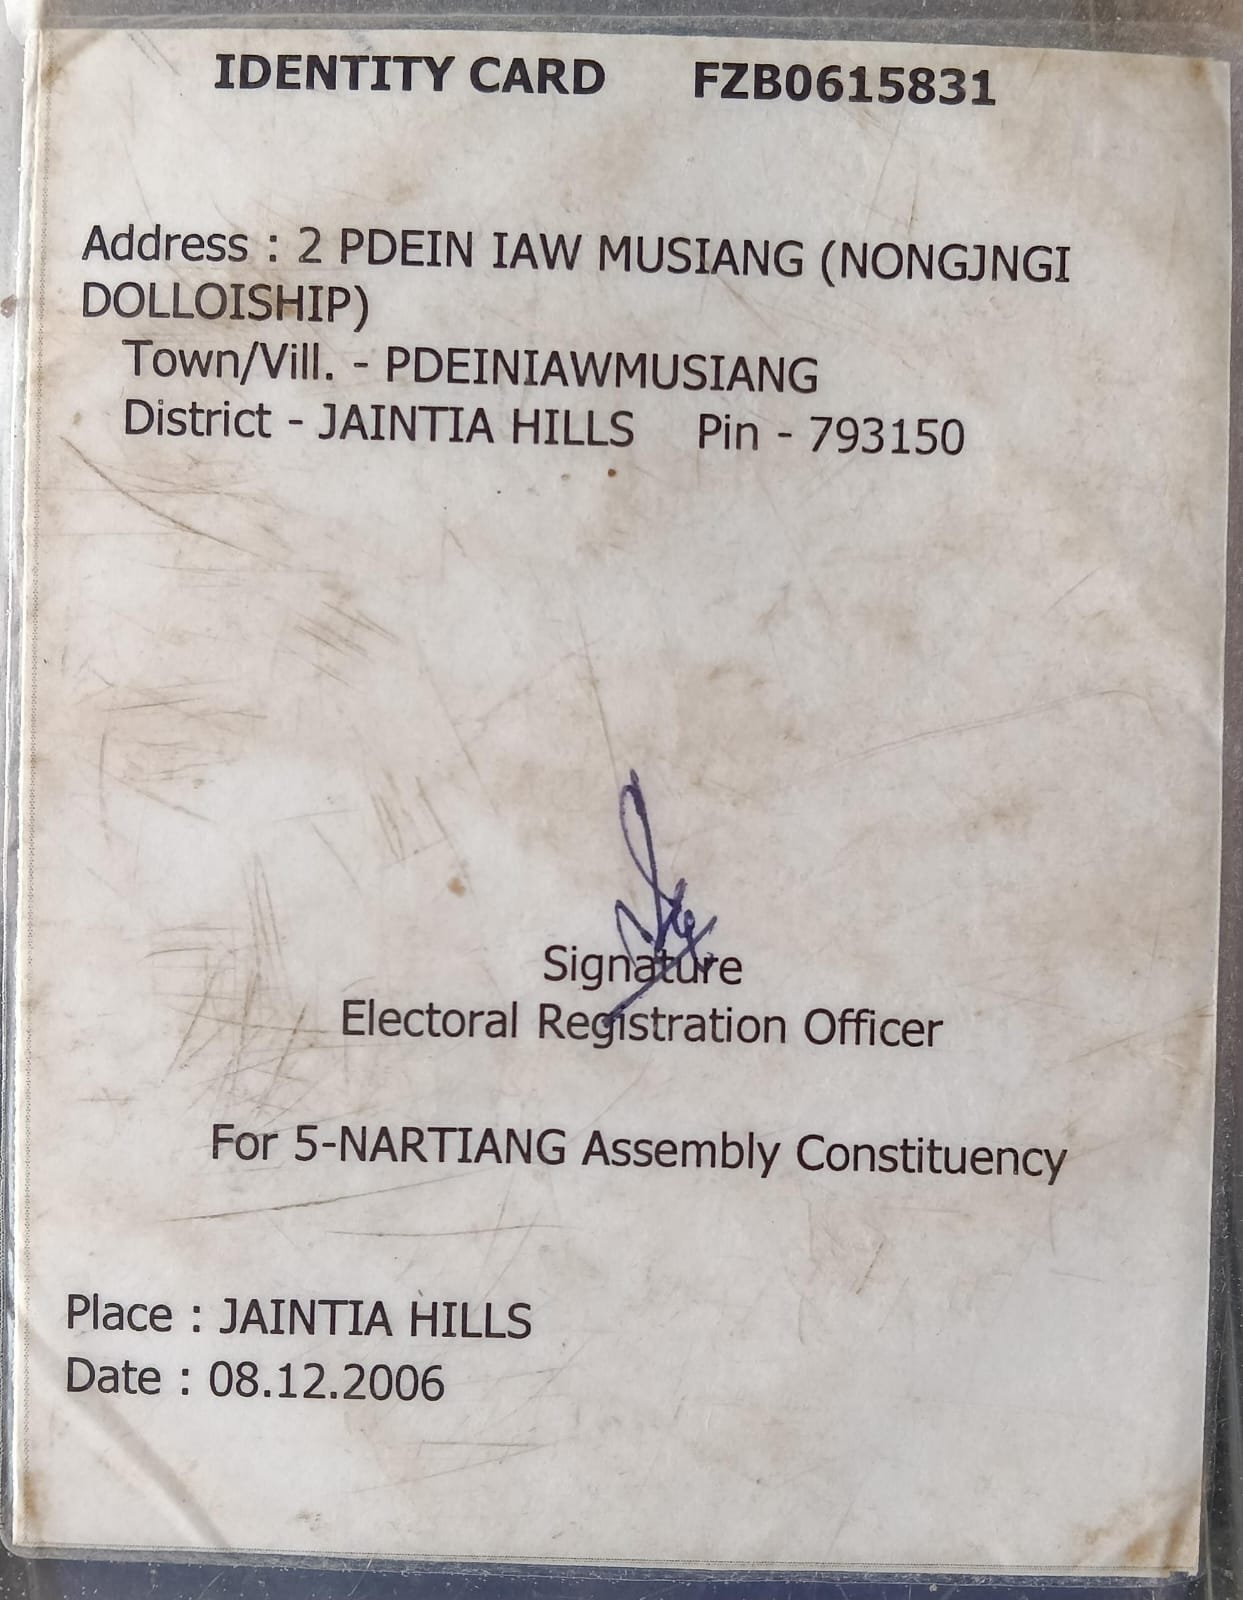 IDENTITY CARD FZB0615831
Address : 2 PDEIN IAW MUSIANG (NONGJNGI
DOLLOISHIP)
Town/Vill. - PDEINIAWMUSIANG
District - JAINTIA HILLS Pin - 793150
Signature
Electoral Registration Officer
For 5-NARTIANG Assembly Constituency
Place : JAINTIA HILLS
Date : 08.12.2006